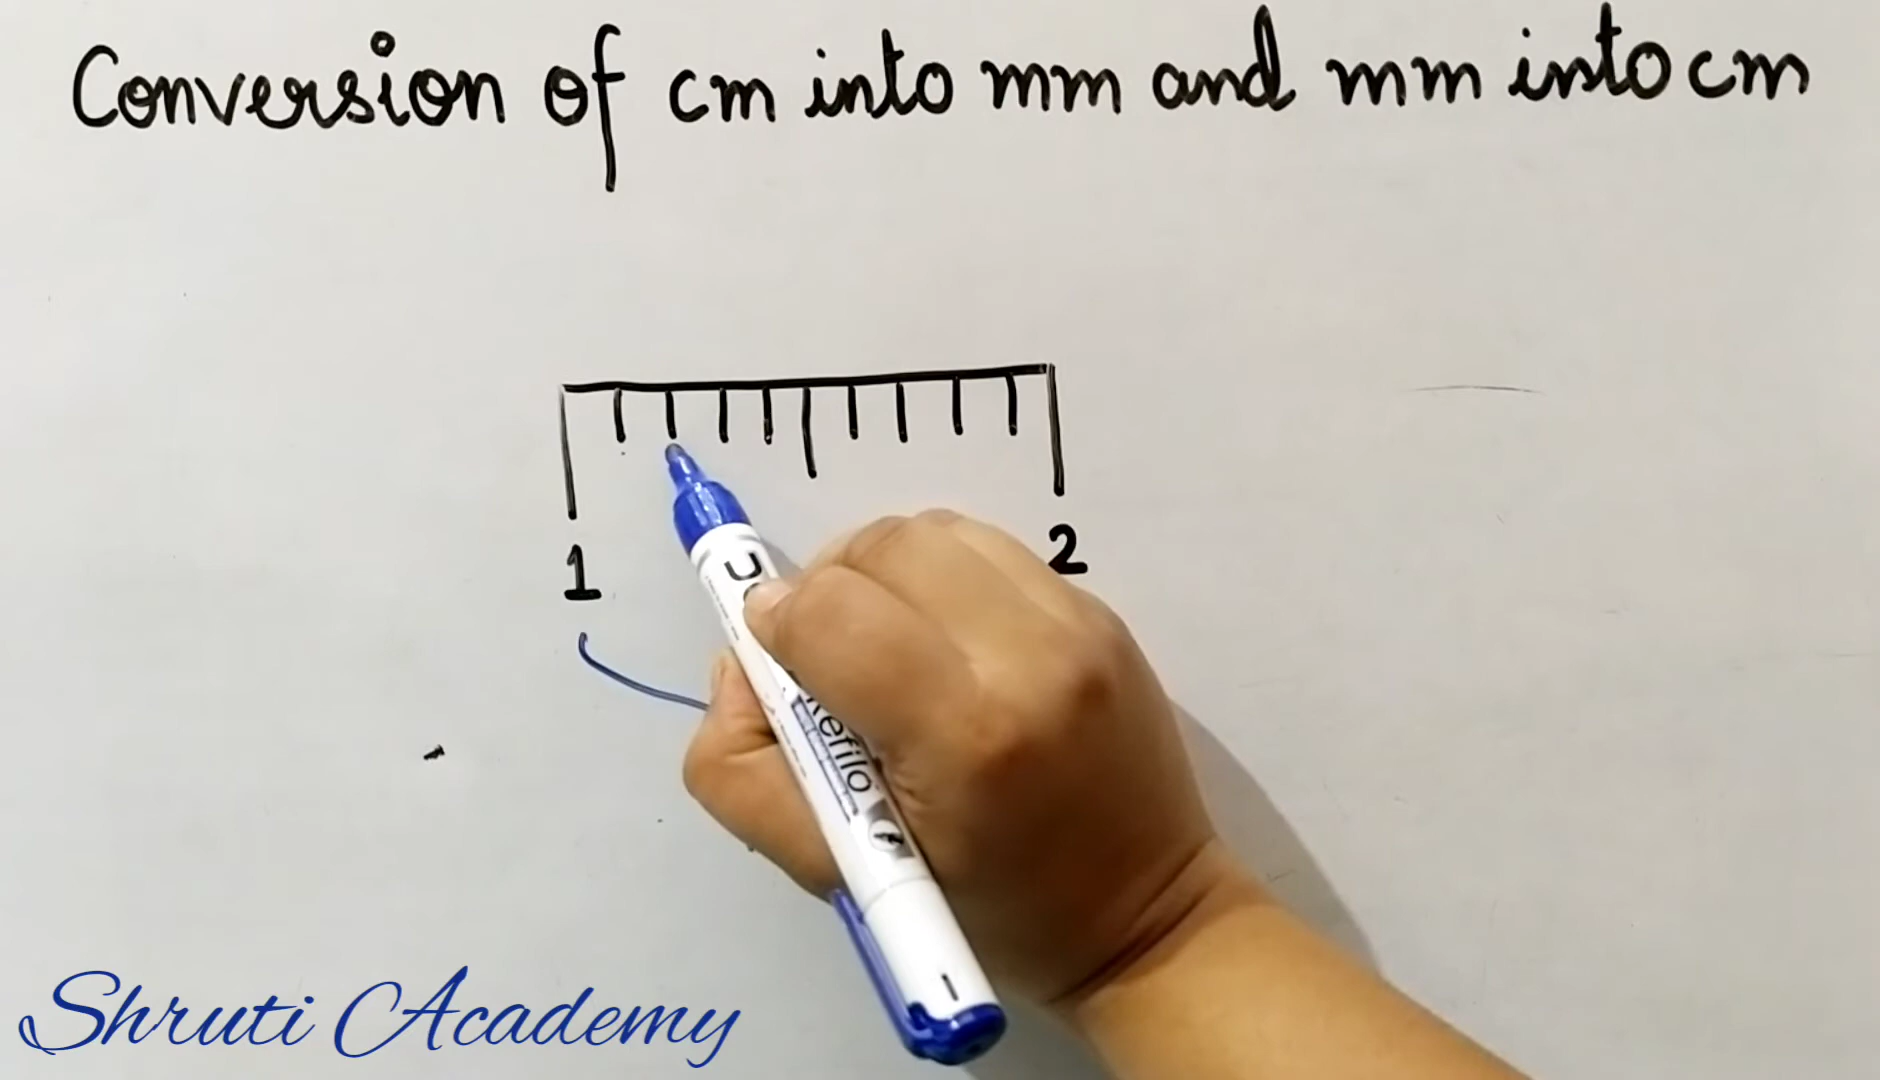 Conversion of cm into mm and mm into cm
1
2
Shruti Academy